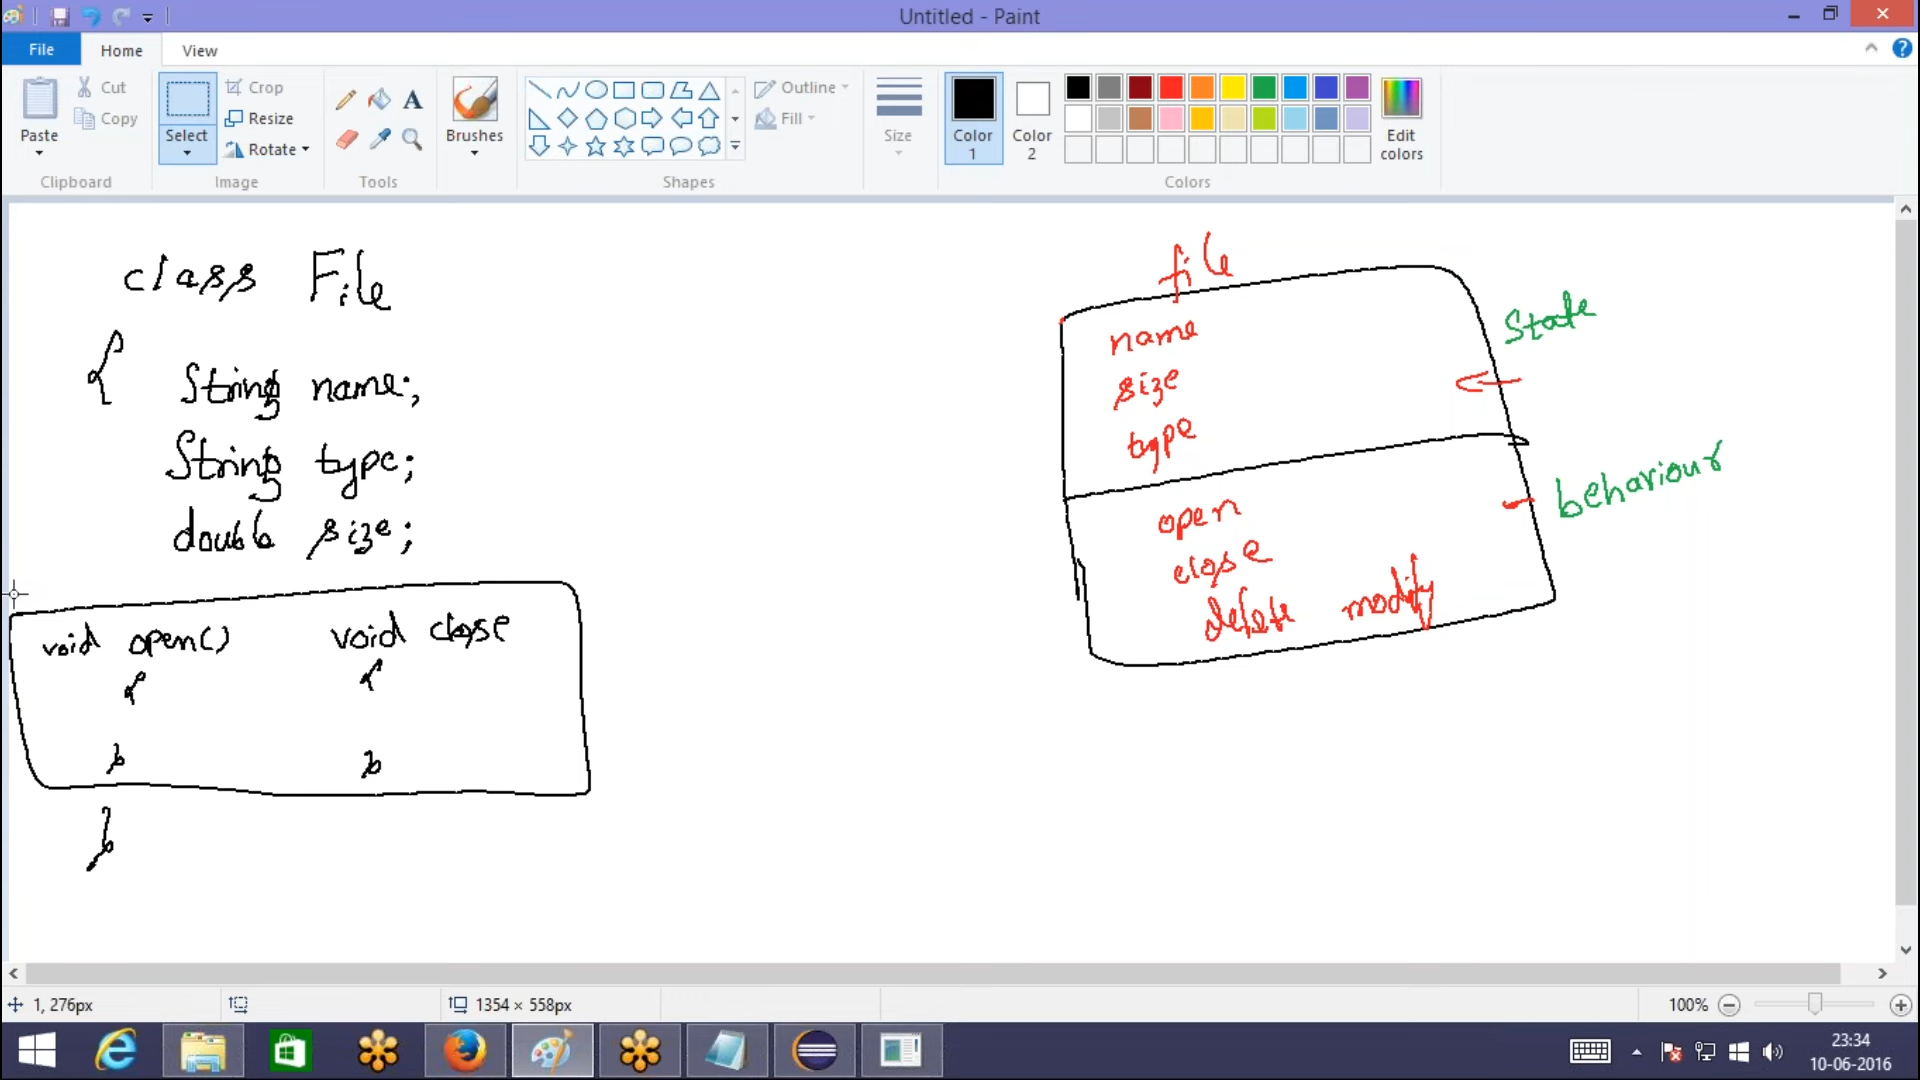 Untitled - Paint
File Home View
Cut
Copy
Paste
Clipboard
Select
Crop
Resize
Rotate
Image
Tools
Brushes
Shapes
Outline
Fill
Size
Color 1
Color 2
Edit colors
Colors
class File
{
String name;
String type;
double size;
void open() void close
{ {
} }
}
file
name
size
type
State
open
close
delete modify
behaviour
1, 276px
1354 × 558px
100%
23:34
10-06-2016